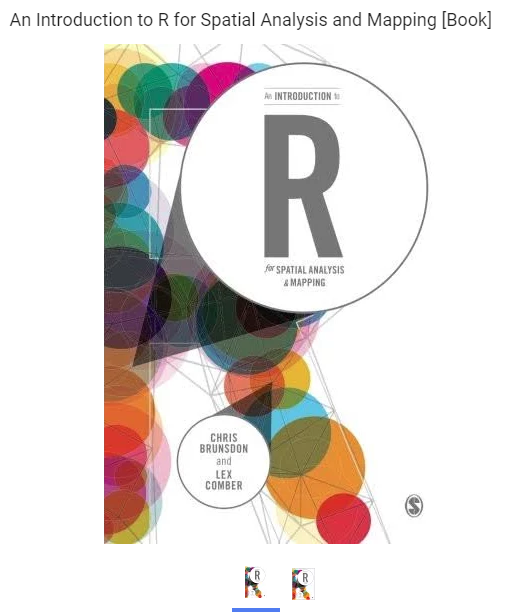 An Introduction to R for Spatial Analysis and Mapping [Book]
An INTRODUCTION to
R
for SPATIAL ANALYSIS
& MAPPING
CHRIS
BRUNSDON
and
LEX
COMBER
S
R
R